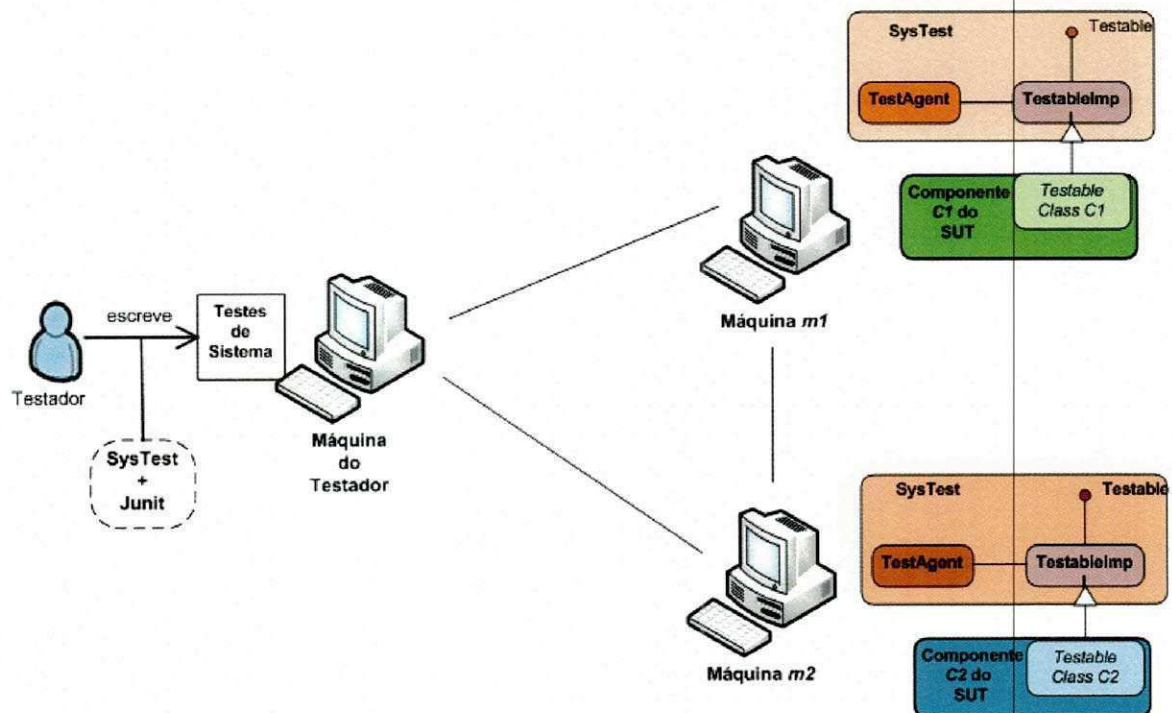 Testador
escreve
SysTest
+
Junit
Testes
de
Sistema
Máquina
do
Testador
Máquina m1
Máquina m2
SysTest
Testable
TestAgent
TestableImp
Componente
C1 do
SUT
Testable
Class C1
SysTest
Testable
TestAgent
TestableImp
Componente
C2 do
SUT
Testable
Class C2